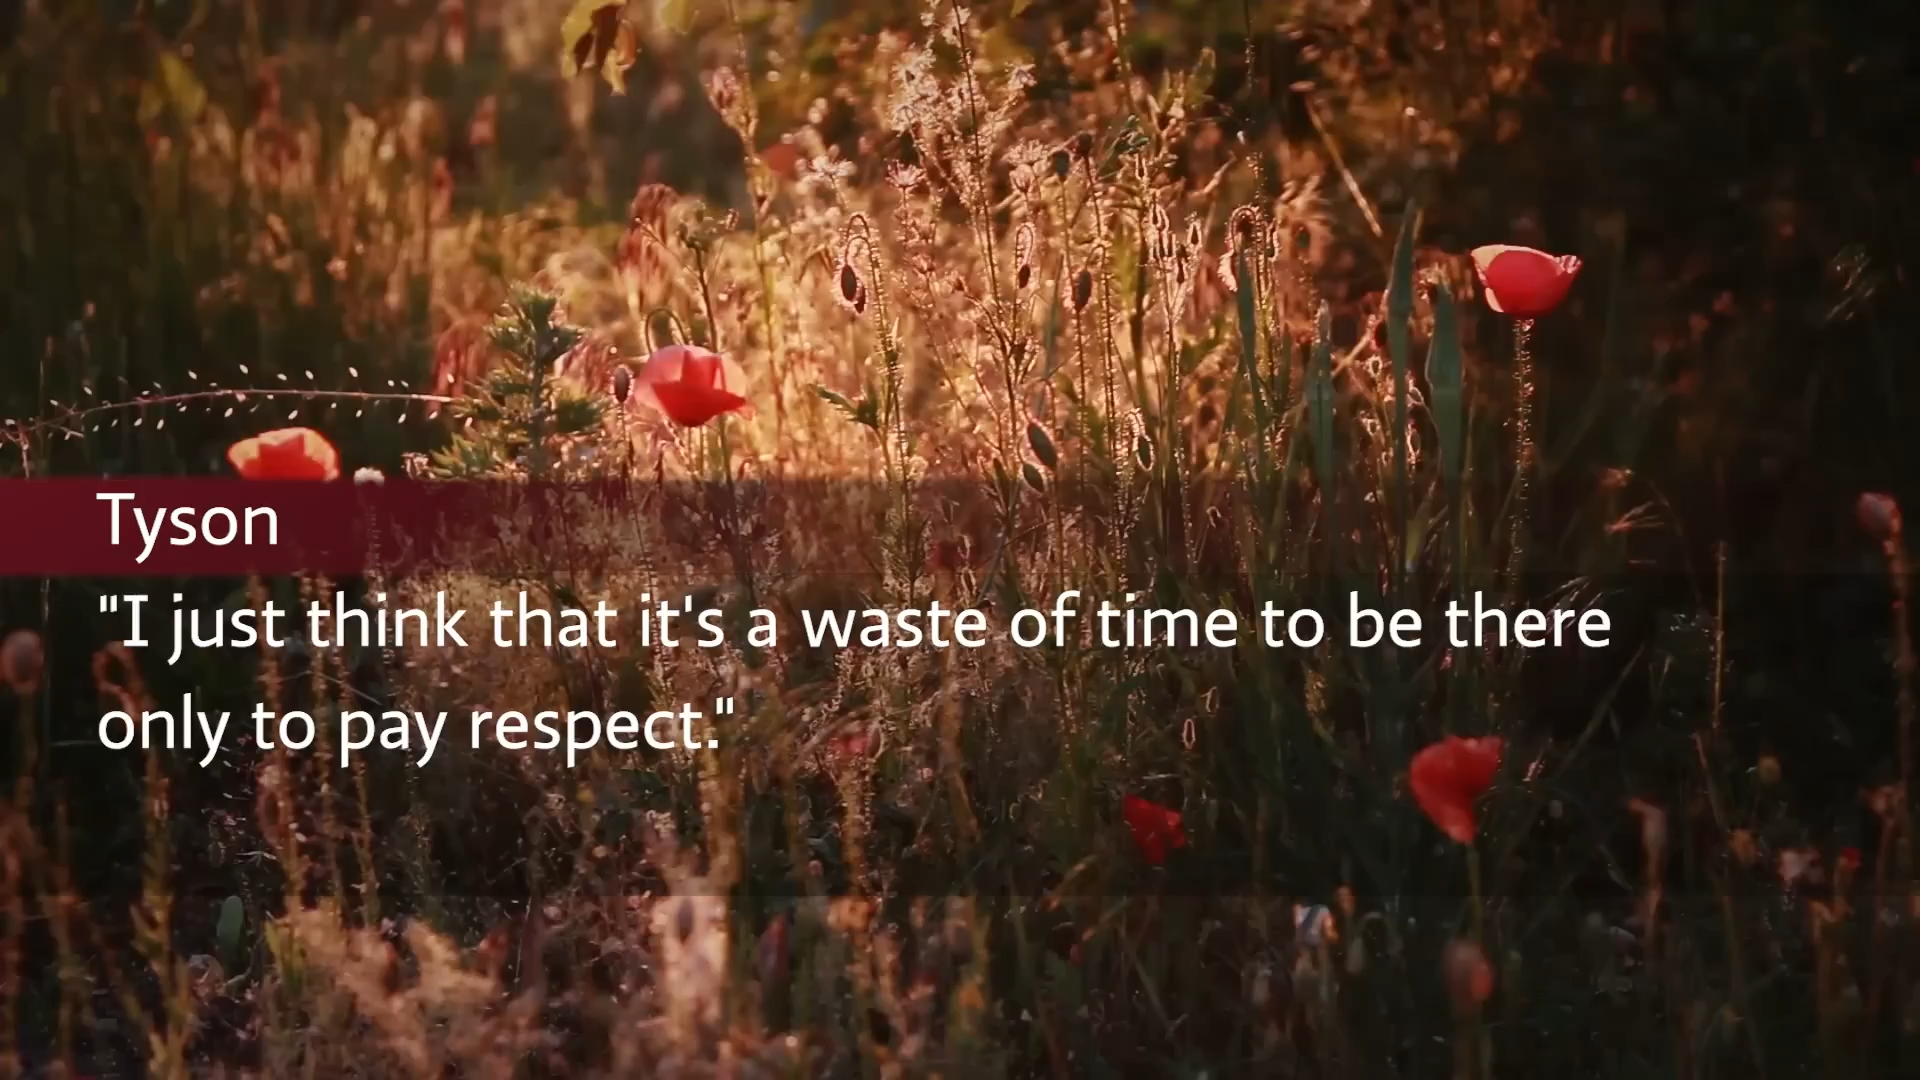 Tyson
"I just think that it's a waste of time to be there
only to pay respect."